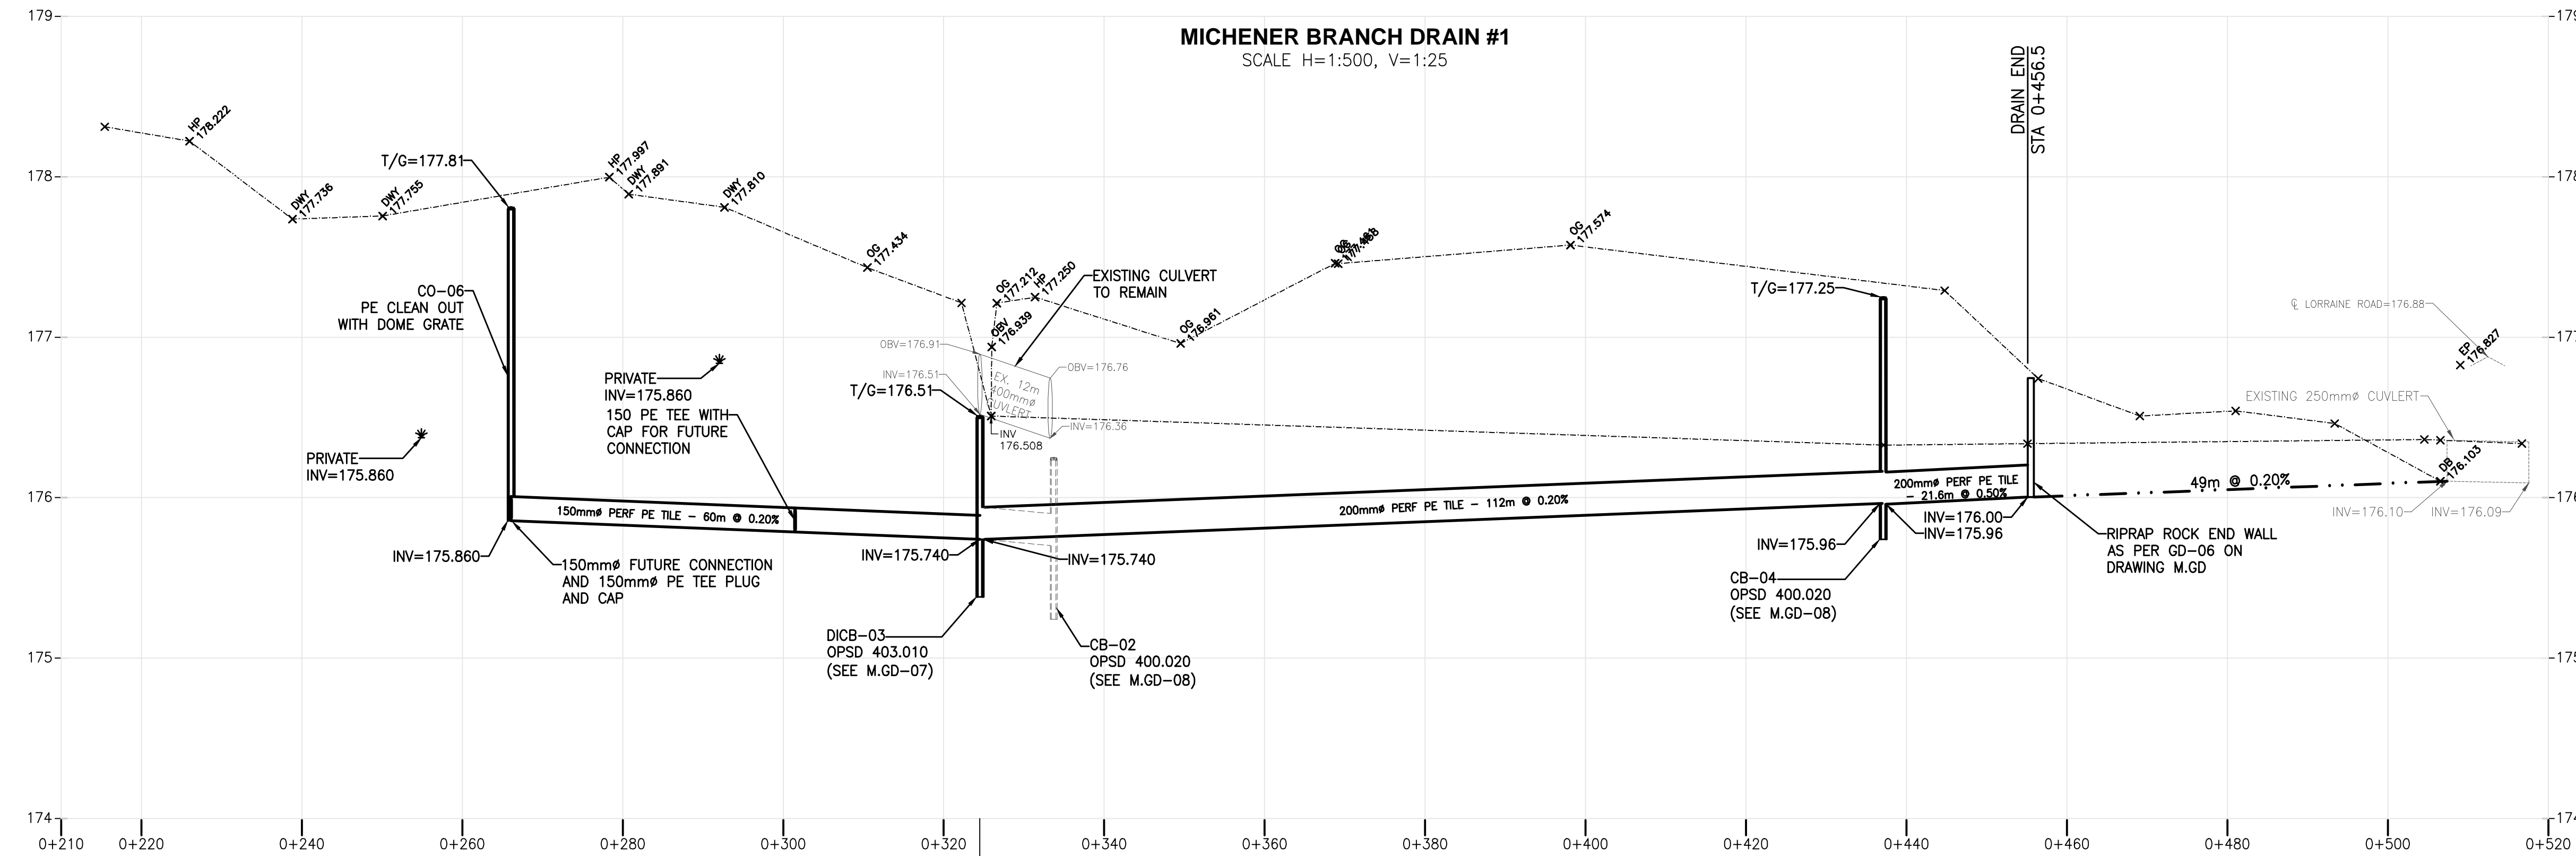 MICHENER BRANCH DRAIN #1
SCALE H=1:500, V=1:25
179
178
177
176
175
174
179
178
177
176
175
174
HP
178.222
DWY
177.736
DWY
177.755
T/G=177.81
HP
177.997
DWY
177.891
DWY
177.810
OG
177.434
OG
177.212
HP
177.250
OBV
176.939
EXISTING CULVERT
TO REMAIN
OG
176.961
OG
OG
177.574
T/G=177.25
DRAIN END
STA 0+456.5
℄ LORRAINE ROAD=176.88
EP
176.827
EXISTING 250mmø CUVLERT
CO-06
PE CLEAN OUT
WITH DOME GRATE
PRIVATE
INV=175.860
PRIVATE
INV=175.860
150 PE TEE WITH
CAP FOR FUTURE
CONNECTION
OBV=176.91
INV=176.51
T/G=176.51
EX. 12m
400mmø
CUVLERT
OBV=176.76
INV=176.36
INV
176.508
150mmø PERF PE TILE - 60m @ 0.20%
200mmø PERF PE TILE - 112m @ 0.20%
200mmø PERF PE TILE
- 21.6m @ 0.50%
49m @ 0.20%
DB
176.103
INV=176.10
INV=176.09
INV=175.860
150mmø FUTURE CONNECTION
AND 150mmø PE TEE PLUG
AND CAP
INV=175.740
INV=175.740
INV=175.96
INV=176.00
INV=175.96
RIPRAP ROCK END WALL
AS PER GD-06 ON
DRAWING M.GD
DICB-03
OPSD 403.010
(SEE M.GD-07)
CB-02
OPSD 400.020
(SEE M.GD-08)
CB-04
OPSD 400.020
(SEE M.GD-08)
0+210
0+220
0+240
0+260
0+280
0+300
0+320
0+340
0+360
0+380
0+400
0+420
0+440
0+460
0+480
0+500
0+520